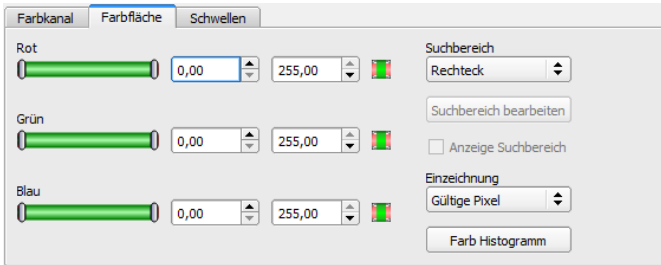 Farbkanal
Farbfläche
Schwellen
Rot
0,00
255,00
Grün
0,00
255,00
Blau
0,00
255,00
Suchbereich
Rechteck
Suchbereich bearbeiten
Anzeige Suchbereich
Einzeichnung
Gültige Pixel
Farb Histogramm